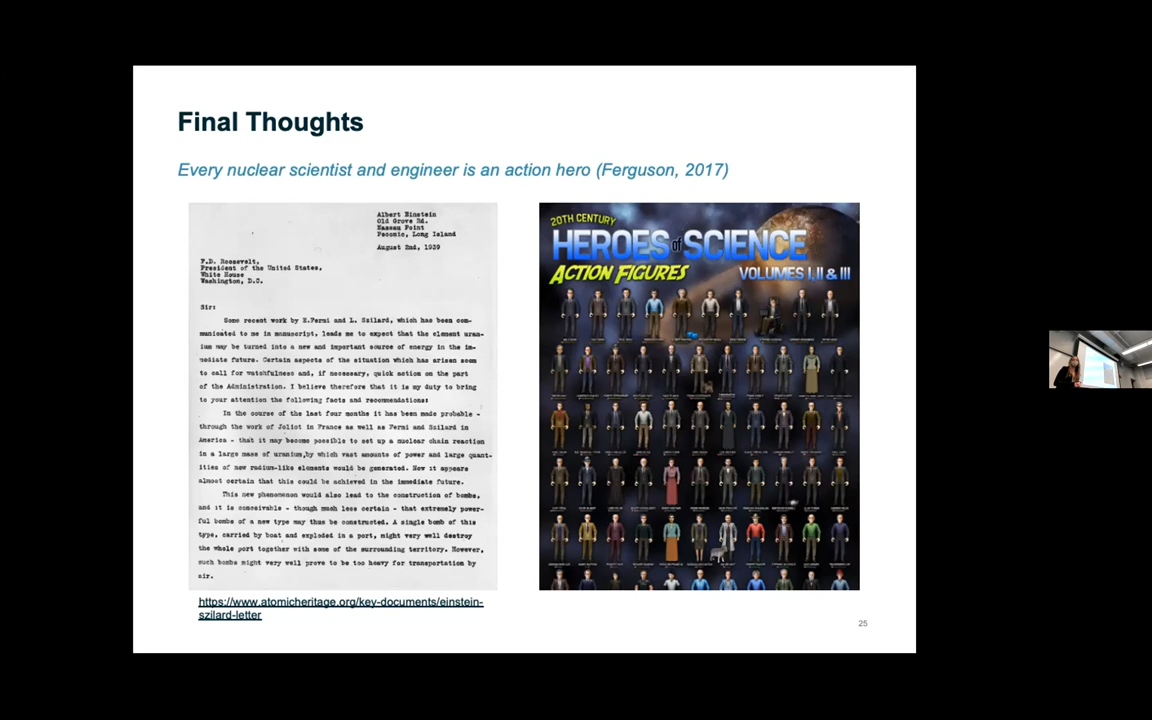 Final Thoughts
Every nuclear scientist and engineer is an action hero (Ferguson, 2017)
Albert Einstein
Old Grove Rd.
Nassau Point
Peconic, Long Island
August 2nd, 1939
F.D. Roosevelt,
President of the United States,
White House
Washington, D.C.
Sir:
Some recent work by E.Fermi and L. Szilard, which has been com-
municated to me in manuscript, leads me to expect that the element uran-
ium may be turned into a new and important source of energy in the im-
mediate future. Certain aspects of the situation which has arisen seem
to call for watchfulness and, if necessary, quick action on the part
of the Administration. I believe therefore that it is my duty to bring
to your attention the following facts and recommendations:
In the course of the last four months it has been made probable -
through the work of Joliot in France as well as Fermi and Szilard in
America - that it may become possible to set up a nuclear chain reaction
in a large mass of uranium,by which vast amounts of power and large quant-
ities of new radium-like elements would be generated. Now it appears
almost certain that this could be achieved in the immediate future.
This new phenomenon would also lead to the construction of bombs,
and it is conceivable - though much less certain - that extremely power-
ful bombs of a new type may thus be constructed. A single bomb of this
type, carried by boat and exploded in a port, might very well destroy
the whole port together with some of the surrounding territory. However,
such bombs might very well prove to be too heavy for transportation by
air.
https://www.atomicheritage.org/key-documents/einstein-
szilard-letter
20TH CENTURY
HEROES of SCIENCE
ACTION FIGURES VOLUMES I, II & III
25